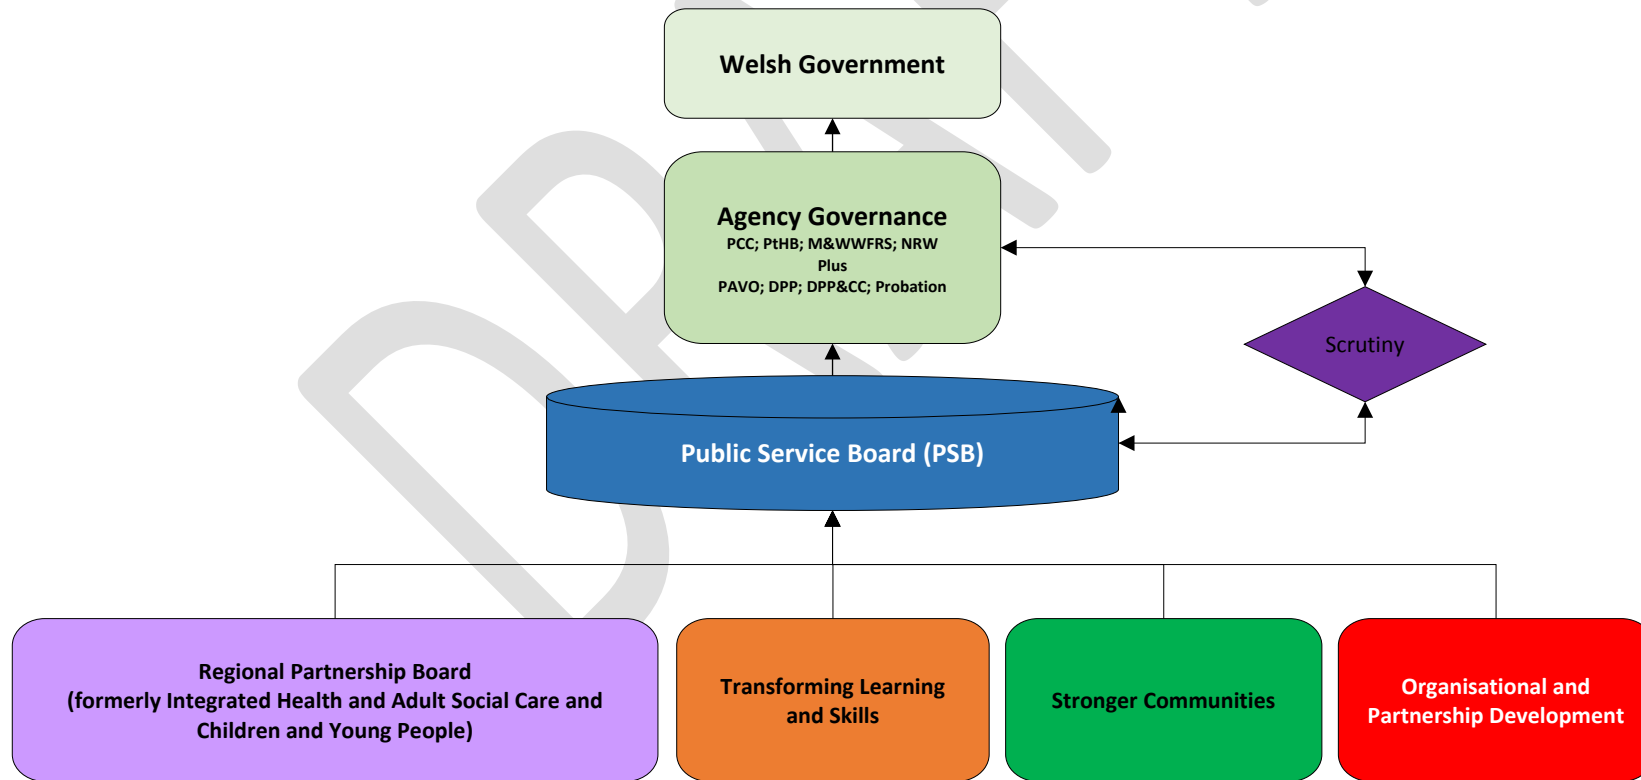 Welsh Government
Agency Governance
PCC; PtHB; M&WWFRS; NRW
Plus
PAVO; DPP; DPP&CC; Probation
Scrutiny
Public Service Board (PSB)
Regional Partnership Board
(formerly Integrated Health and Adult Social Care and
Children and Young People)
Transforming Learning
and Skills
Stronger Communities
Organisational and
Partnership Development
DRAFT